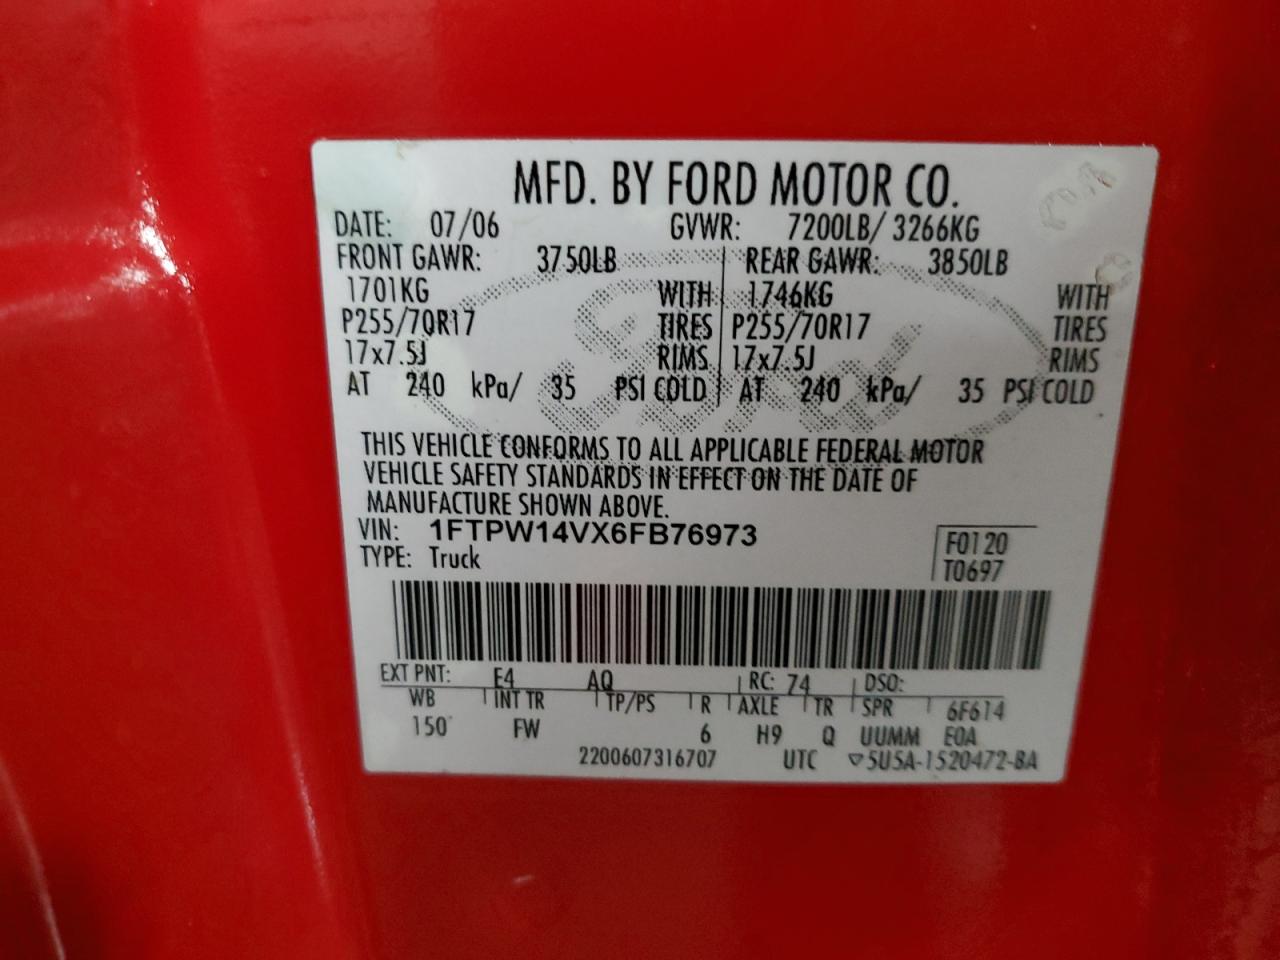 MFD. BY FORD MOTOR CO.
DATE: 07/06 GVWR: 7200LB/ 3266KG
FRONT GAWR: 3750LB REAR GAWR: 3850LB
1701KG WITH 1746KG WITH
P255/70R17 TIRES P255/70R17 TIRES
17x7.5J RIMS 17x7.5J RIMS
AT 240 kPa/ 35 PSI COLD AT 240 kPa/ 35 PSI COLD
Ford
THIS VEHICLE CONFORMS TO ALL APPLICABLE FEDERAL MOTOR
VEHICLE SAFETY STANDARDS IN EFFECT ON THE DATE OF
MANUFACTURE SHOWN ABOVE.
VIN: 1FTPW14VX6FB76973
TYPE: Truck
F0120
T0697
EXT PNT: E4 AQ RC: 74 DSO:
WB INT TR TP/PS R AXLE TR SPR 6F614
150 FW 6 H9 Q UUMM EOA
2200607316707 UTC ▽5U5A-1520472-BA